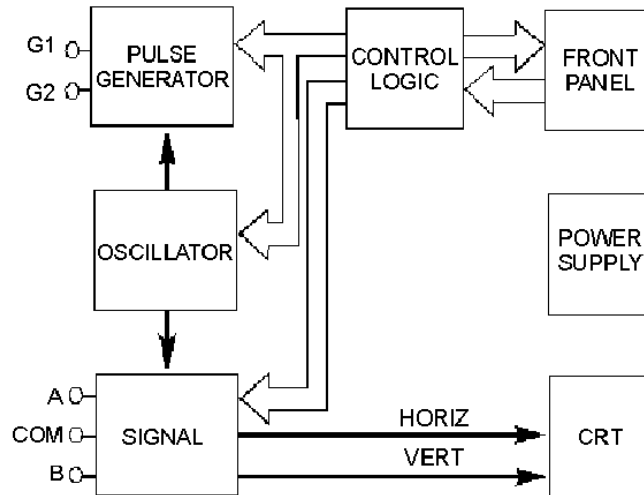 G1
G2
PULSE
GENERATOR
CONTROL
LOGIC
FRONT
PANEL
OSCILLATOR
POWER
SUPPLY
A
COM
B
SIGNAL
HORIZ
VERT
CRT